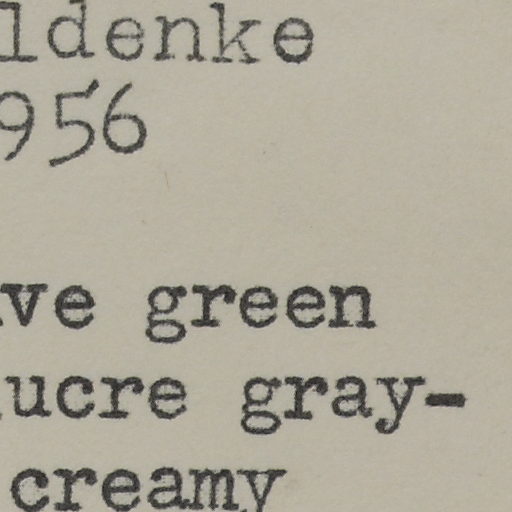 ldenke
956
ve green
ucre gray-
creamy